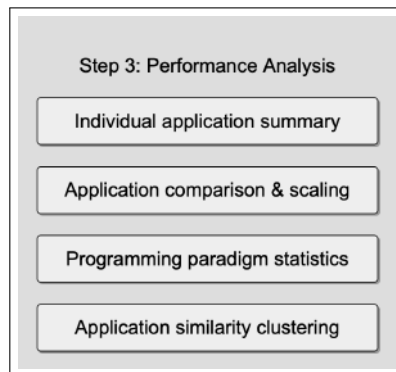 Step 3: Performance Analysis
Individual application summary
Application comparison & scaling
Programming paradigm statistics
Application similarity clustering